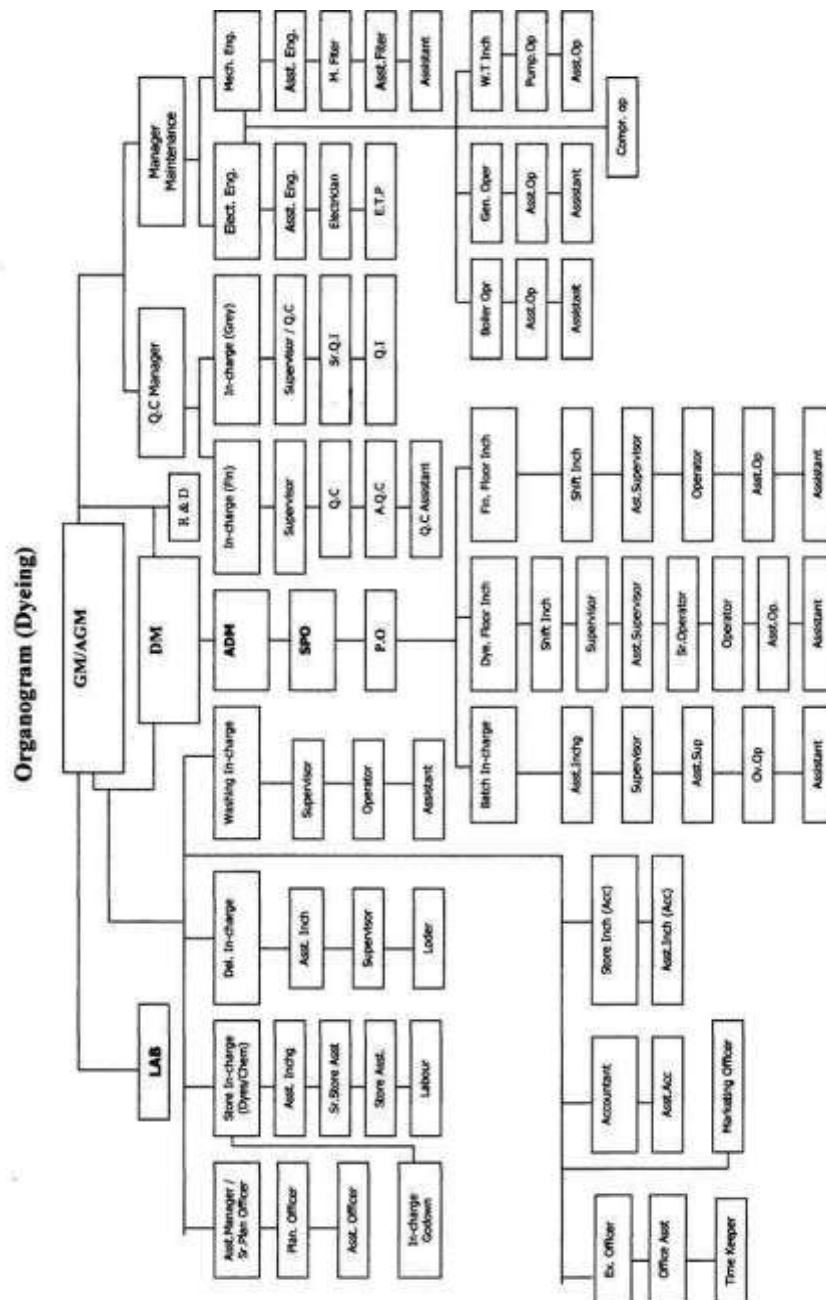 Organogram (Dyeing)
GM/AGM
LAB
DM
R & D
Q.C Manager
Manager
Maintenance
Asst.Manager /
Sr.Plan Officer
Plan. Officer
Asst. Officer
Store In-charge
(Dyes/Chem)
Asst. Inchg
Sr.Store Asst
Store Asst.
Labour
In-charge
Godown
Del. In-charge
Asst. Inch
Supervisor
Loder
Washing In-charge
Supervisor
Operator
Assistant
ADM
SPO
P.O
In-charge (Fin)
Supervisor
Q.C
A.Q.C
Q.C Assistant
In-charge (Grey)
Supervisor / Q.C
Sr.Q.I
Q.I
Elect. Eng.
Asst. Eng.
Electrician
E.T.P
Mech. Eng.
Asst. Eng.
M. Fiter
Asst.Fiter
Assistant
Ex. Officer
Office Asst
Time Keeper
Accountant
Asst.Acc
Marketing Officer
Store Inch (Acc)
Asst.Inch (Acc)
Batch In-charge
Asst.Inchg
Supervisor
Asst.Sup
Ov.Op
Assistant
Dye. Floor Inch
Shift Inch
Supervisor
Asst.Supervisor
Sr.Operator
Operator
Asst.Op.
Assistant
Fin. Floor Inch
Shift Inch
Ast.Supervisor
Operator
Asst.Op
Assistant
Boiler Opr
Asst.Op
Assistant
Gen. Oper
Asst.Op
Assistant
W.T Inch
Pump.Op
Asst.Op
Compr. op